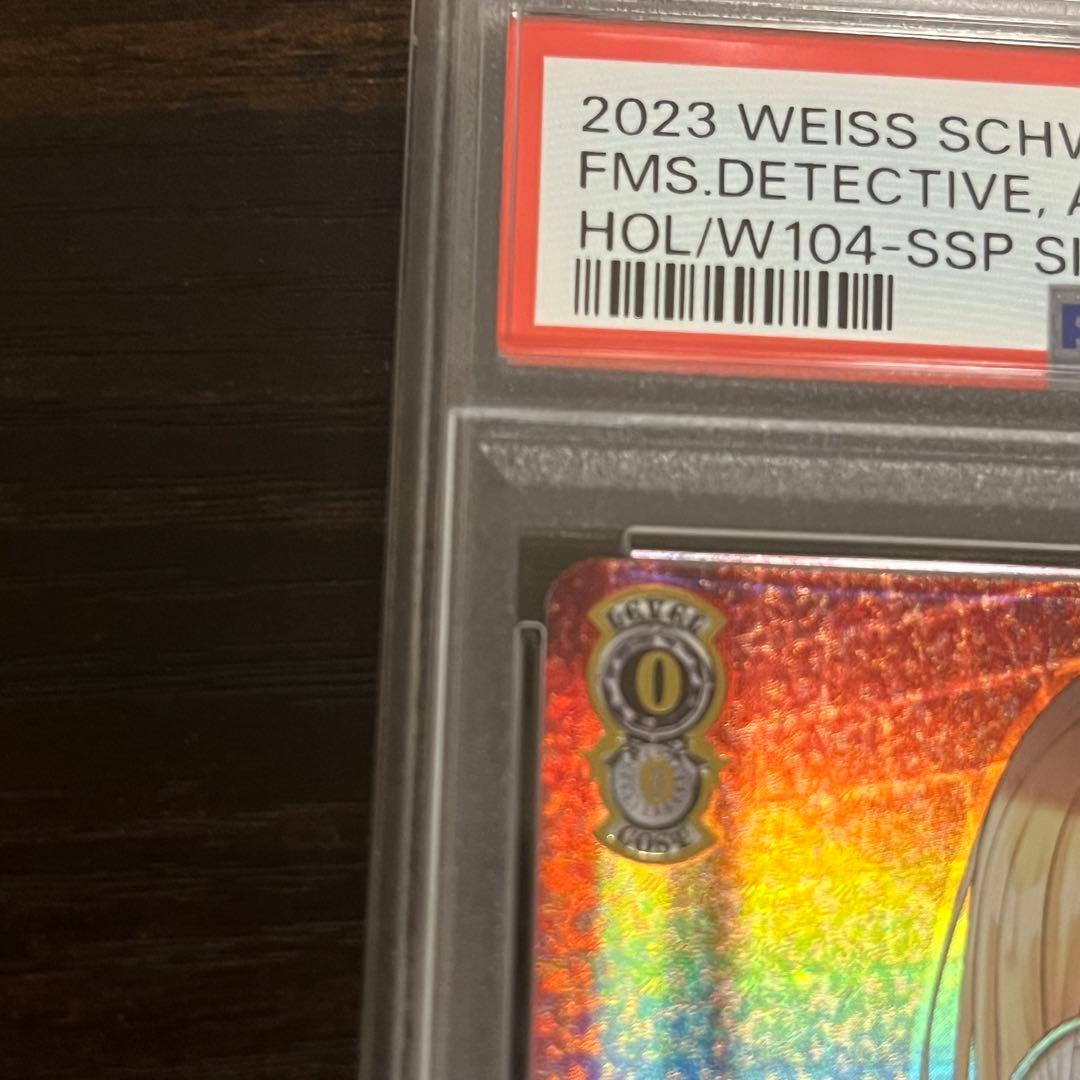 2023 WEISS SCHW
FMS.DETECTIVE, A
HOL/W104-SSP SI
LEVEL
0
0
COST